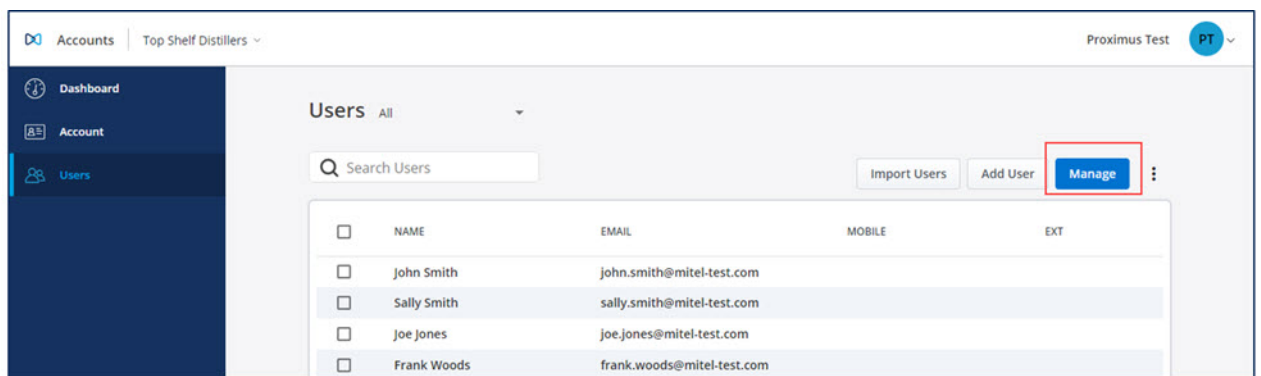 Accounts Top Shelf Distillers Proximus Test PT
Dashboard
Account
Users
Users All
Search Users Import Users Add User Manage
NAME EMAIL MOBILE EXT
John Smith john.smith@mitel-test.com
Sally Smith sally.smith@mitel-test.com
Joe Jones joe.jones@mitel-test.com
Frank Woods frank.woods@mitel-test.com